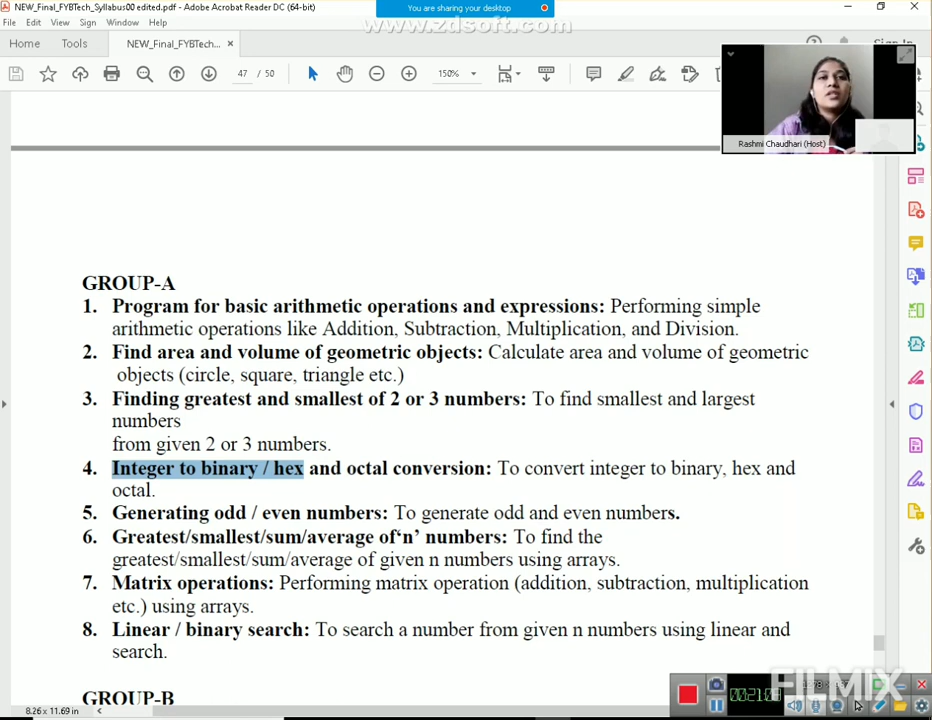 NEW_Final_FYBTech_Syllabus00 edited.pdf - Adobe Acrobat Reader DC (64-bit)
You are sharing your desktop
www.zdsoft.com
File Edit View Sign Window Help
Home Tools NEW_Final_FYBTech... × Sign In
47 / 50 150%
Rashmi Chaudhari (Host)
GROUP-A
1. Program for basic arithmetic operations and expressions: Performing simple
arithmetic operations like Addition, Subtraction, Multiplication, and Division.
2. Find area and volume of geometric objects: Calculate area and volume of geometric
objects (circle, square, triangle etc.)
3. Finding greatest and smallest of 2 or 3 numbers: To find smallest and largest
numbers
from given 2 or 3 numbers.
4. Integer to binary / hex and octal conversion: To convert integer to binary, hex and
octal.
5. Generating odd / even numbers: To generate odd and even numbers.
6. Greatest/smallest/sum/average of‘n’ numbers: To find the
greatest/smallest/sum/average of given n numbers using arrays.
7. Matrix operations: Performing matrix operation (addition, subtraction, multiplication
etc.) using arrays.
8. Linear / binary search: To search a number from given n numbers using linear and
search.
GROUP-B
FILMIX
8.26 x 11.69 in